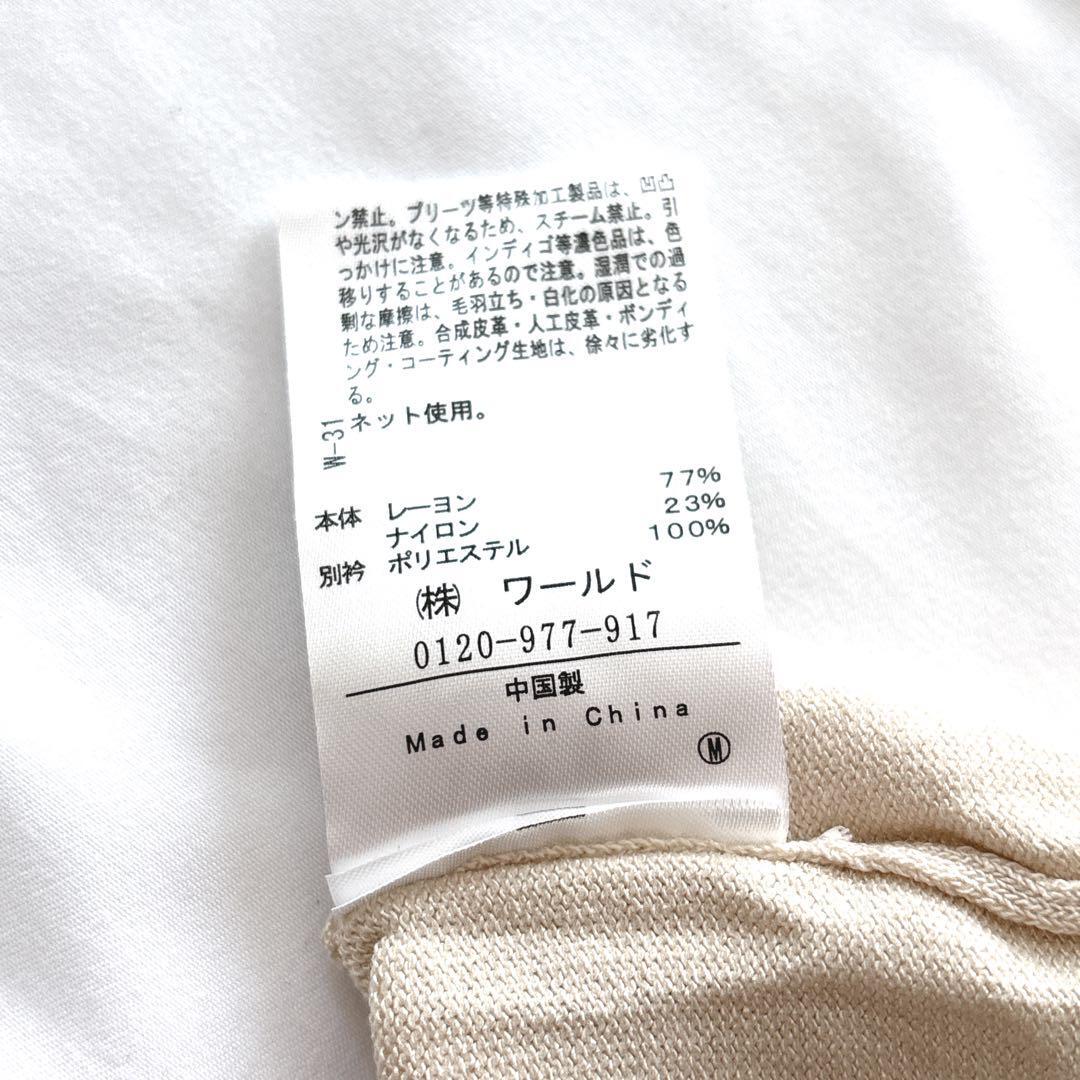 ン禁止。プリーツ等特殊加工製品は、凹凸
や光沢がなくなるため、スチーム禁止。引
っかけに注意。インディゴ等濃色品は、色
移りすることがあるので注意。湿潤での過
剰な摩擦は、毛羽立ち・白化の原因となる
ため注意。合成皮革・人工皮革・ボンディ
ング・コーティング生地は、徐々に劣化す
る。
ネット使用。
W-31
本体 レーヨン 77%
ナイロン 23%
別衿 ポリエステル 100%
㈱ ワールド
0120-977-917
中国製
Made in China
Ⓜ